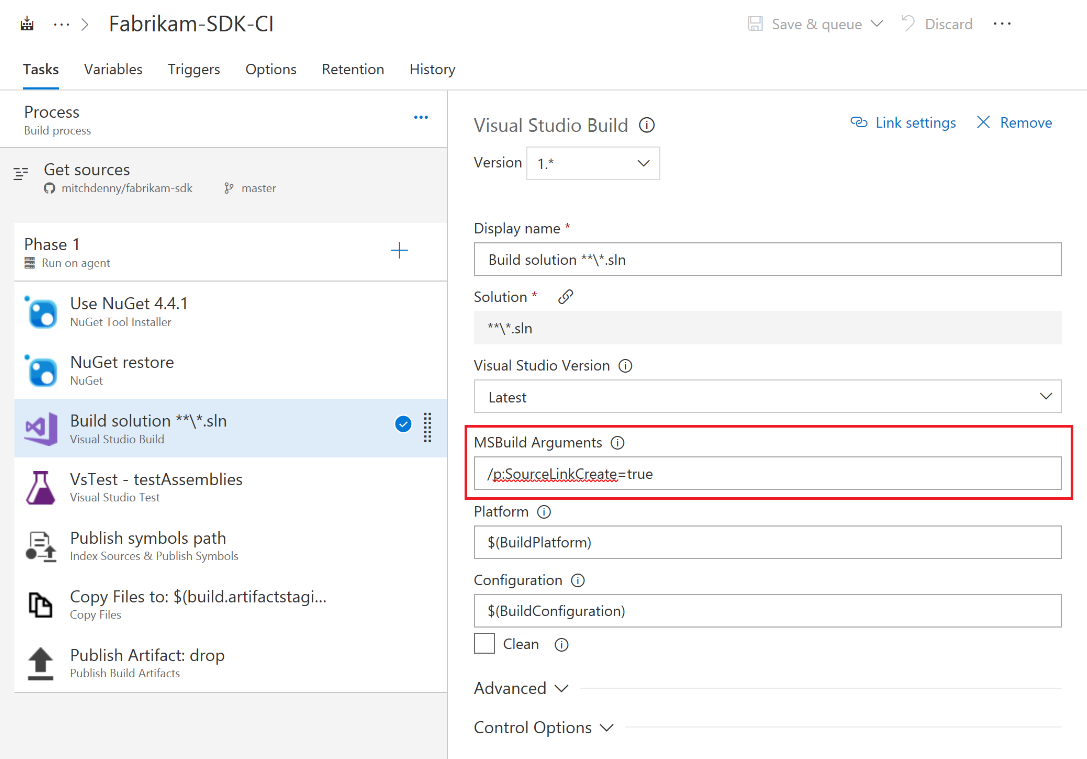 ··· > Fabrikam-SDK-CI
Save & queue
Discard
···
Tasks
Variables
Triggers
Options
Retention
History
Process
Build process
···
Get sources
mitchdenny/fabrikam-sdk
master
Phase 1
Run on agent
Use NuGet 4.4.1
NuGet Tool Installer
NuGet restore
NuGet
Build solution **\*.sln
Visual Studio Build
VsTest - testAssemblies
Visual Studio Test
Publish symbols path
Index Sources & Publish Symbols
Copy Files to: $(build.artifactstagi...
Copy Files
Publish Artifact: drop
Publish Build Artifacts
Visual Studio Build
Link settings
Remove
Version
1.*
Display name *
Build solution **\*.sln
Solution *
**\*.sln
Visual Studio Version
Latest
MSBuild Arguments
/p:SourceLinkCreate=true
Platform
$(BuildPlatform)
Configuration
$(BuildConfiguration)
Clean
Advanced
Control Options